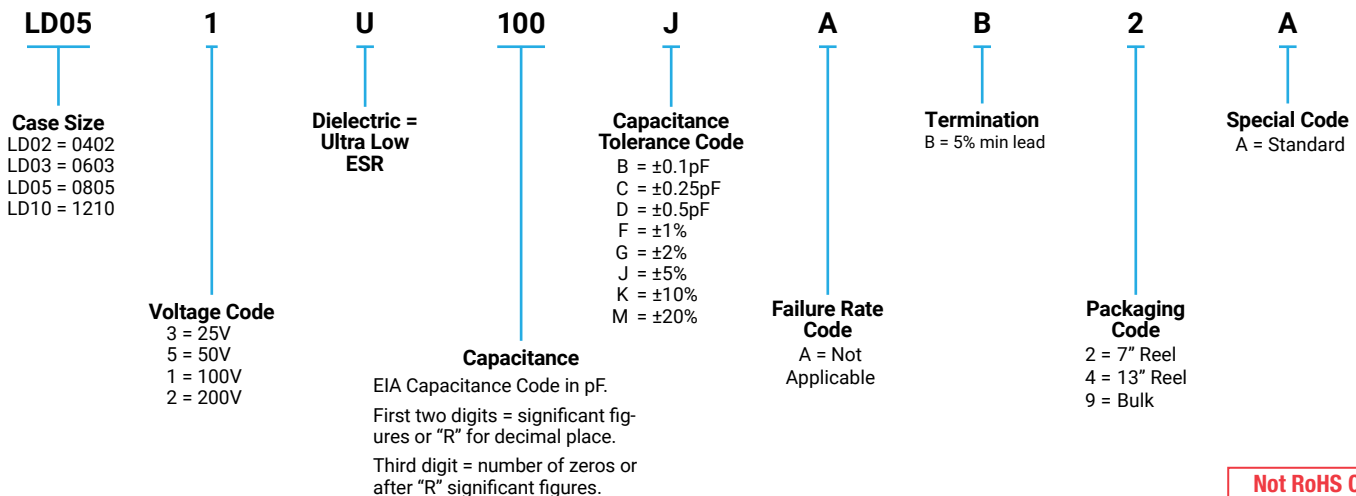 LD05 1 U 100 J A B 2 A
Case Size
LD02 = 0402
LD03 = 0603
LD05 = 0805
LD10 = 1210
Voltage Code
3 = 25V
5 = 50V
1 = 100V
2 = 200V
Dielectric =
Ultra Low
ESR
Capacitance
EIA Capacitance Code in pF.
First two digits = significant fig-
ures or “R” for decimal place.
Third digit = number of zeros or
after “R” significant figures.
Capacitance
Tolerance Code
B = ±0.1pF
C = ±0.25pF
D = ±0.5pF
F = ±1%
G = ±2%
J = ±5%
K = ±10%
M = ±20%
Failure Rate
Code
A = Not
Applicable
Termination
B = 5% min lead
Packaging
Code
2 = 7” Reel
4 = 13” Reel
9 = Bulk
Special Code
A = Standard
Not RoHS